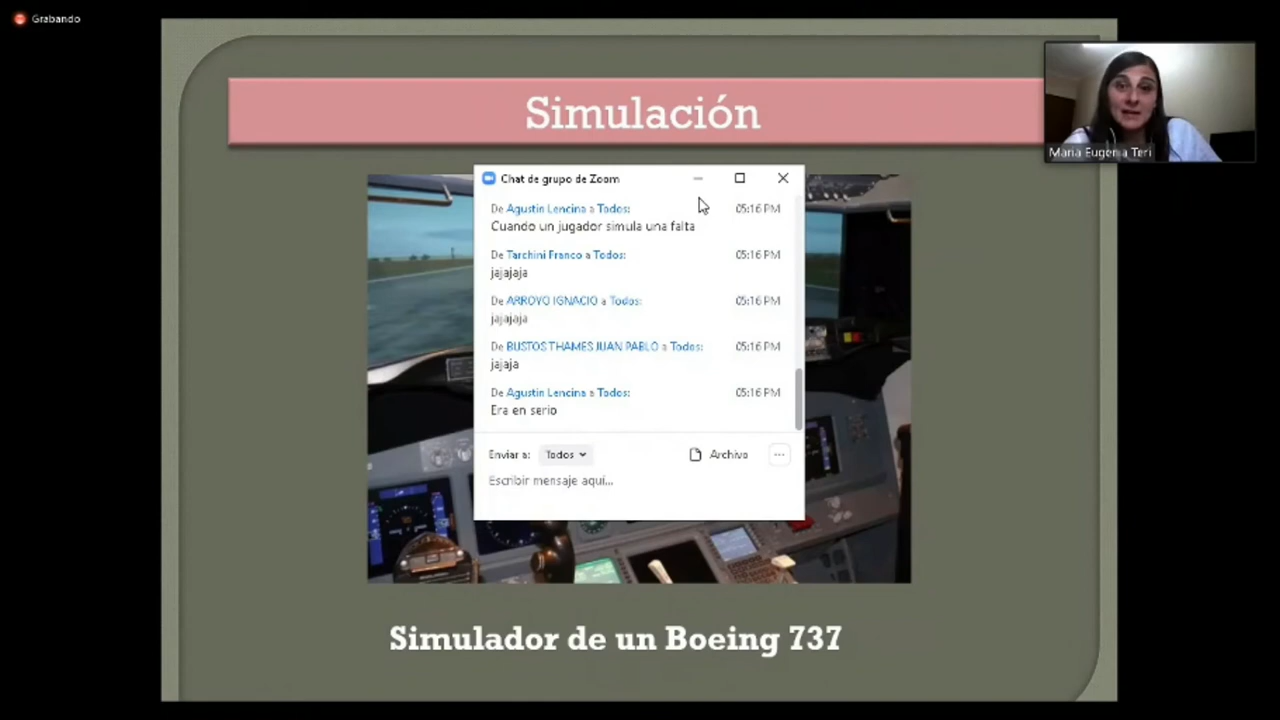 Grabando
Simulación
Maria Eugenia Teri
Chat de grupo de Zoom
De Agustin Lencina a Todos: 05:16 PM
Cuando un jugador simula una falta
De Tarchini Franco a Todos: 05:16 PM
jajajaja
De ARROYO IGNACIO a Todos: 05:16 PM
jajajaja
De BUSTOS THAMES JUAN PABLO a Todos: 05:16 PM
jajaja
De Agustin Lencina a Todos: 05:16 PM
Era en serio
Enviar a: Todos Archivo ...
Escribir mensaje aquí...
Simulador de un Boeing 737